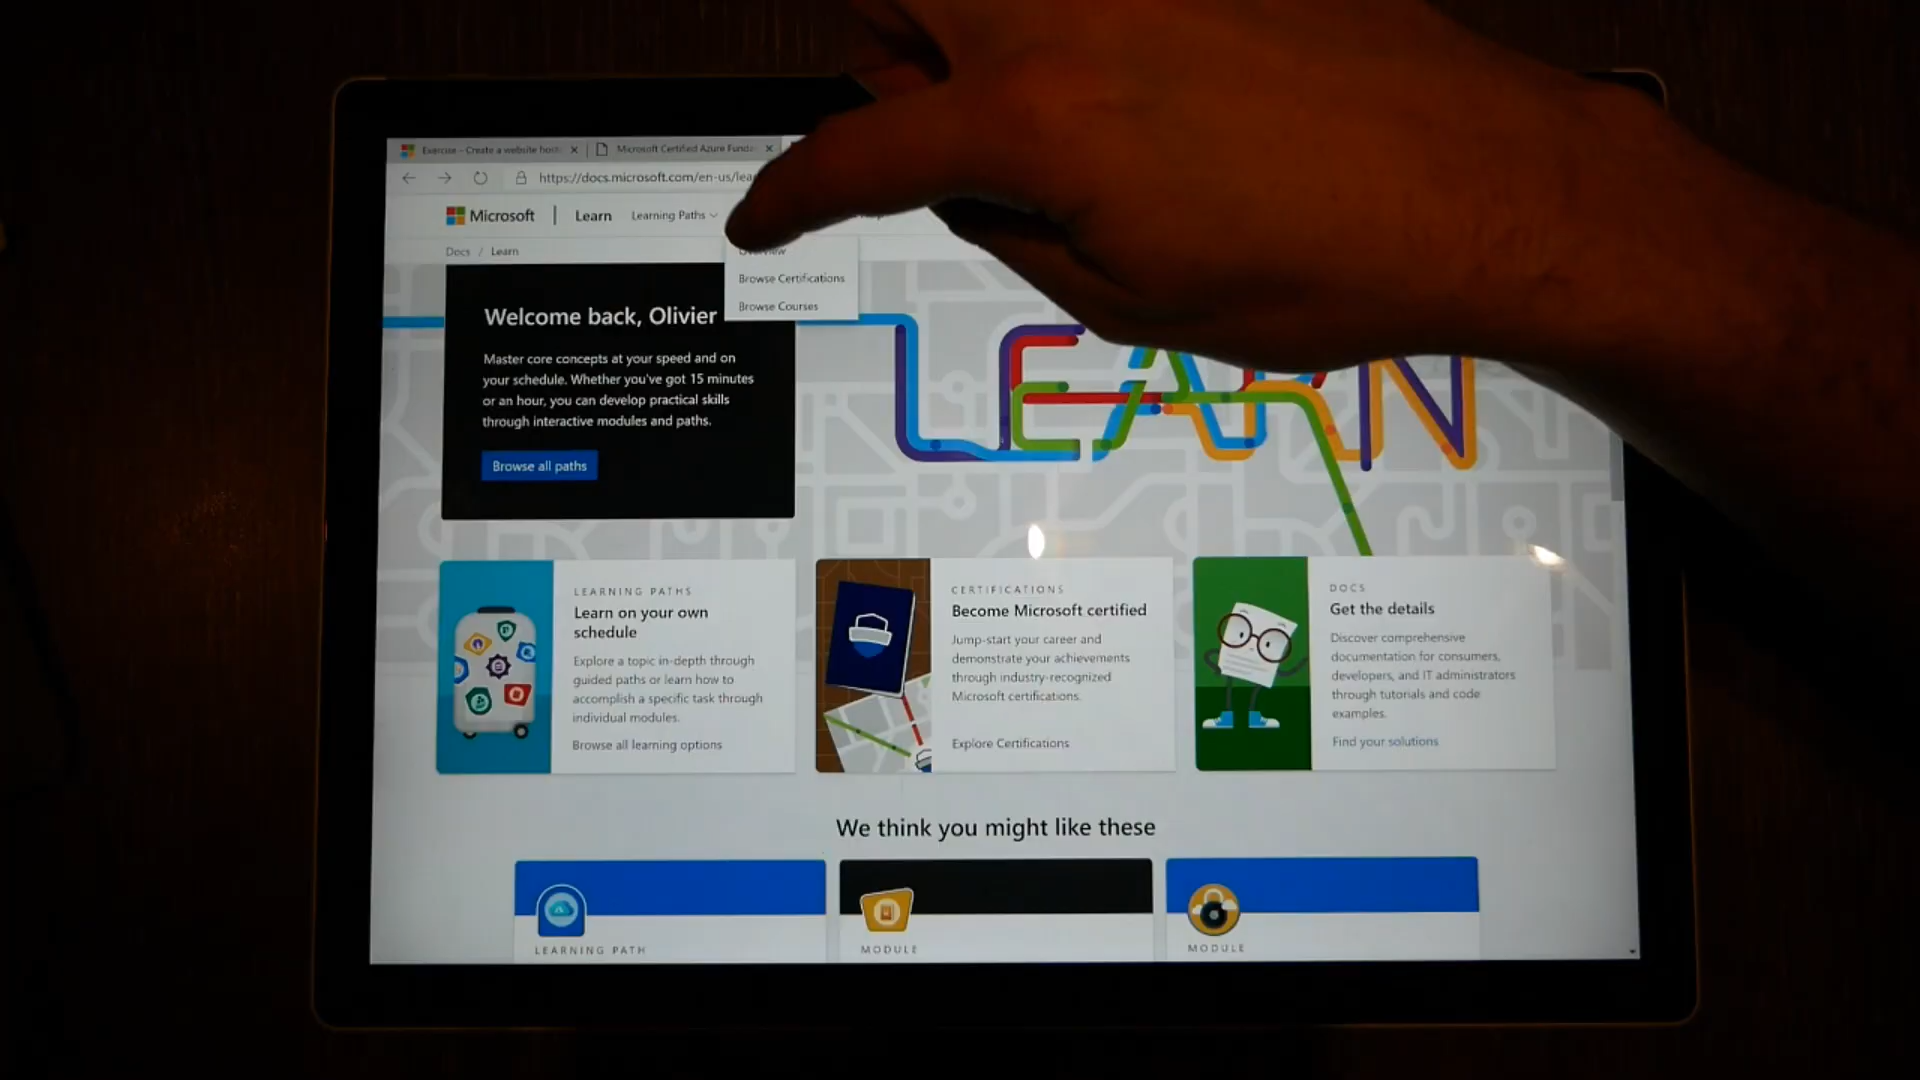 Exercise - Create a website host
Microsoft Certified Azure Funda
https://docs.microsoft.com/en-us/lea
Microsoft | Learn Learning Paths
Docs / Learn
Overview
Browse Certifications
Browse Courses
Welcome back, Olivier
Master core concepts at your speed and on
your schedule. Whether you've got 15 minutes
or an hour, you can develop practical skills
through interactive modules and paths.
Browse all paths
LEARN
LEARNING PATHS
Learn on your own
schedule
Explore a topic in-depth through
guided paths or learn how to
accomplish a specific task through
individual modules.
Browse all learning options
CERTIFICATIONS
Become Microsoft certified
Jump-start your career and
demonstrate your achievements
through industry-recognized
Microsoft certifications.
Explore Certifications
DOCS
Get the details
Discover comprehensive
documentation for consumers,
developers, and IT administrators
through tutorials and code
examples.
Find your solutions
We think you might like these
LEARNING PATH
MODULE
MODULE